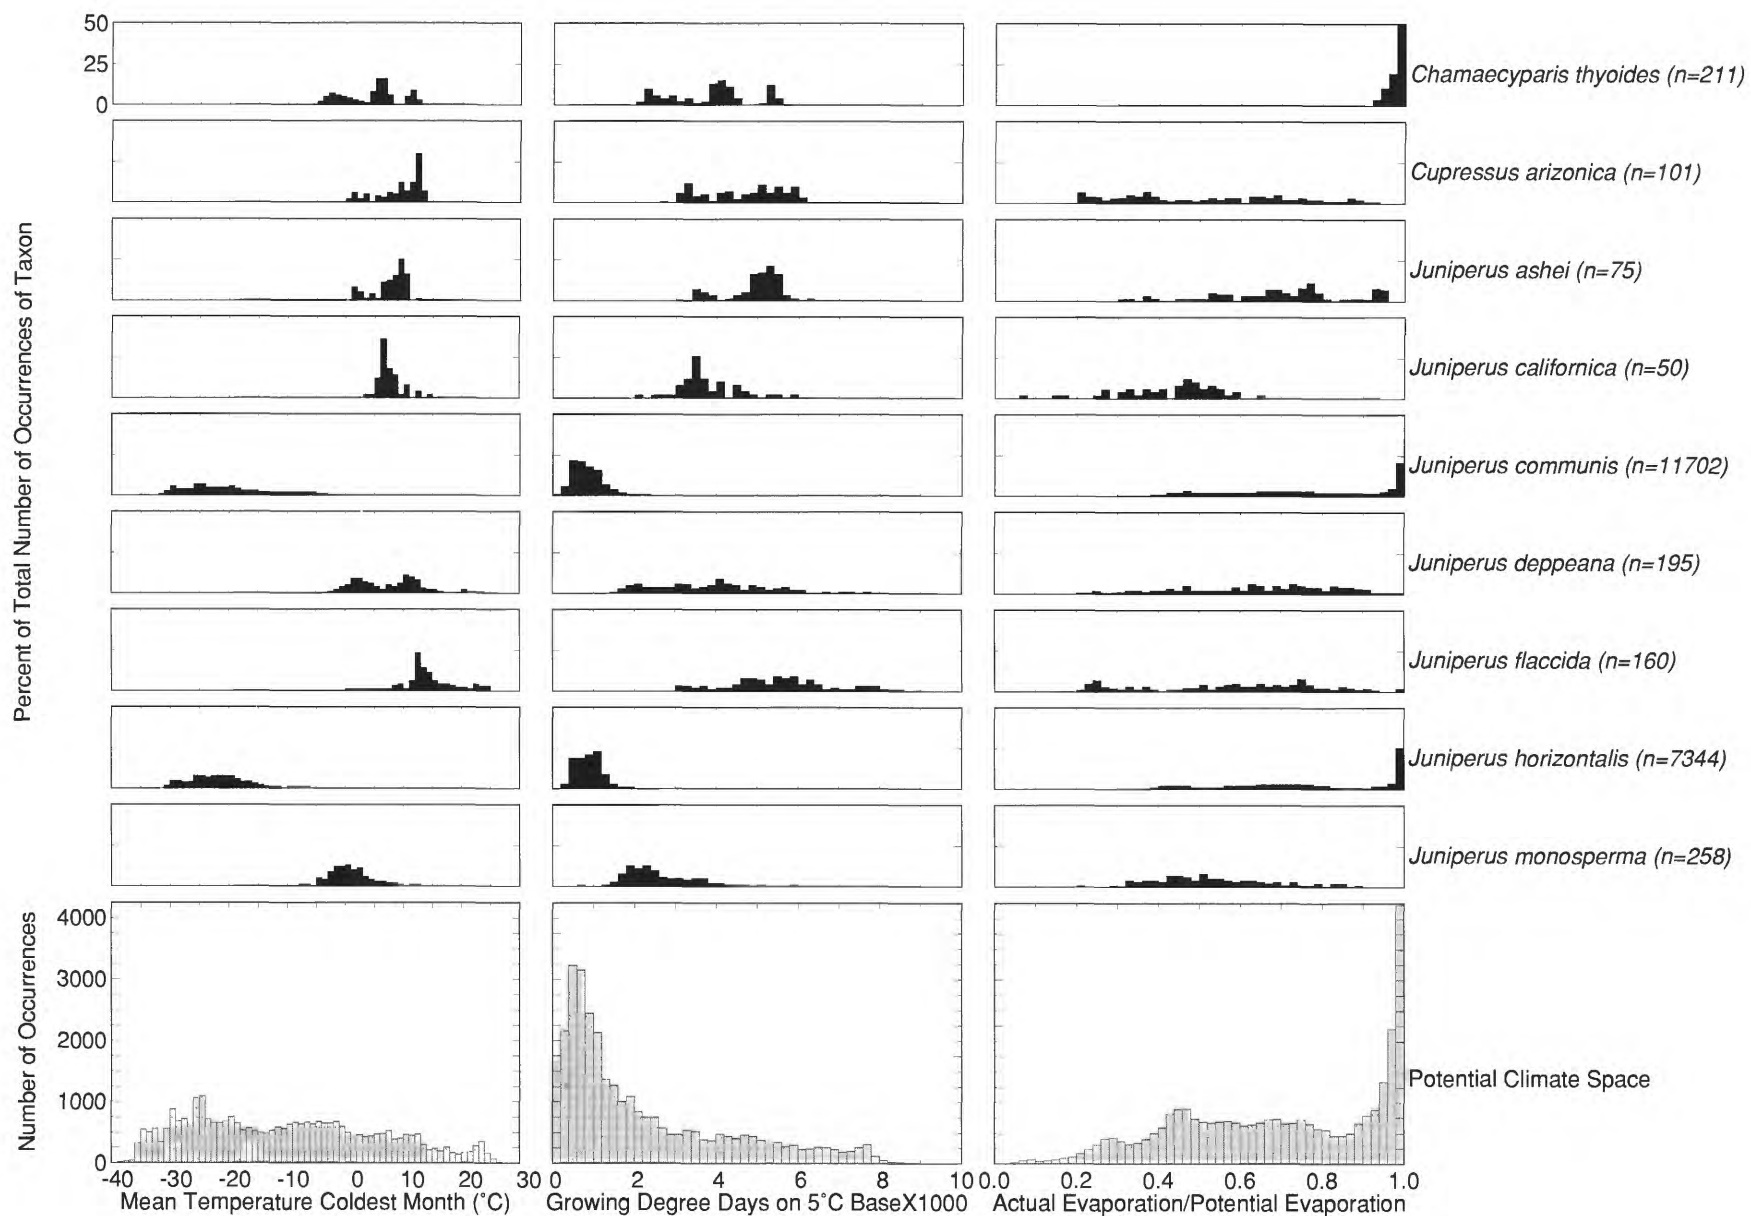 50
25
0
Chamaecyparis thyoides (n=211)
Cupressus arizonica (n=101)
Juniperus ashei (n=75)
Juniperus californica (n=50)
Juniperus communis (n=11702)
Juniperus deppeana (n=195)
Juniperus flaccida (n=160)
Juniperus horizontalis (n=7344)
Juniperus monosperma (n=258)
Percent of Total Number of Occurrences of Taxon
4000
3000
2000
1000
0
Number of Occurrences
Potential Climate Space
-40 -30 -20 -10 0 10 20 30
Mean Temperature Coldest Month (°C)
2 4 6 8 10
Growing Degree Days on 5°C BaseX1000
0.0 0.2 0.4 0.6 0.8 1.0
Actual Evaporation/Potential Evaporation